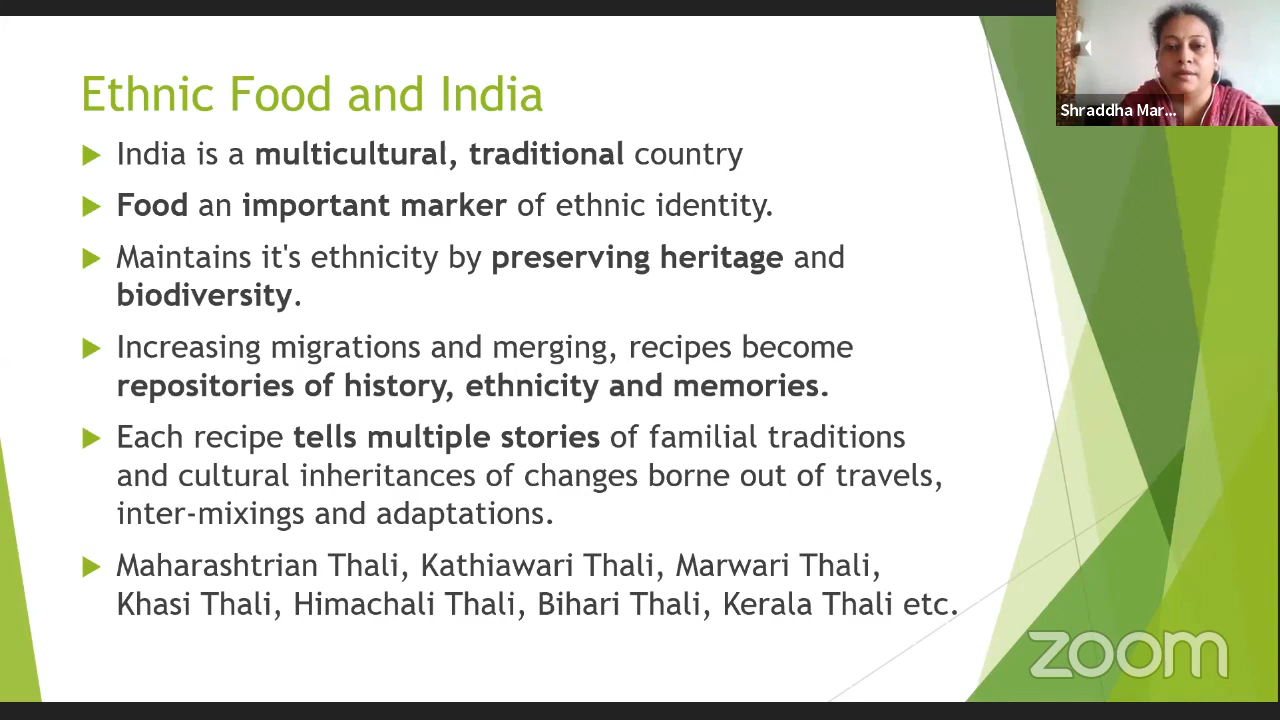 Ethnic Food and India
India is a multicultural, traditional country
Food an important marker of ethnic identity.
Maintains it's ethnicity by preserving heritage and
biodiversity.
Increasing migrations and merging, recipes become
repositories of history, ethnicity and memories.
Each recipe tells multiple stories of familial traditions
and cultural inheritances of changes borne out of travels,
inter-mixings and adaptations.
Maharashtrian Thali, Kathiawari Thali, Marwari Thali,
Khasi Thali, Himachali Thali, Bihari Thali, Kerala Thali etc.
Shraddha Mar...
zoom